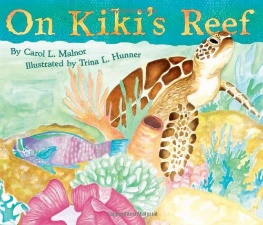 On Kiki's Reef
By Carol L. Malnor
Illustrated by Trina L. Hunner